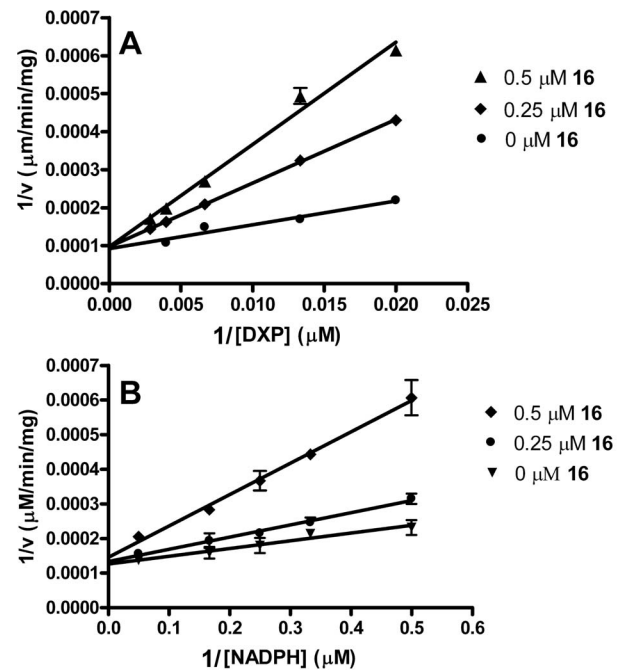 A
0.0007
0.0006
0.0005
0.0004
0.0003
0.0002
0.0001
0.0000
0.000 0.005 0.010 0.015 0.020 0.025
1/v (µm/min/mg)
1/[DXP] (µM)
0.5 µM 16
0.25 µM 16
0 µM 16
B
0.0007
0.0006
0.0005
0.0004
0.0003
0.0002
0.0001
0.0000
0.0 0.1 0.2 0.3 0.4 0.5 0.6
1/v (µM/min/mg)
1/[NADPH] (µM)
0.5 µM 16
0.25 µM 16
0 µM 16